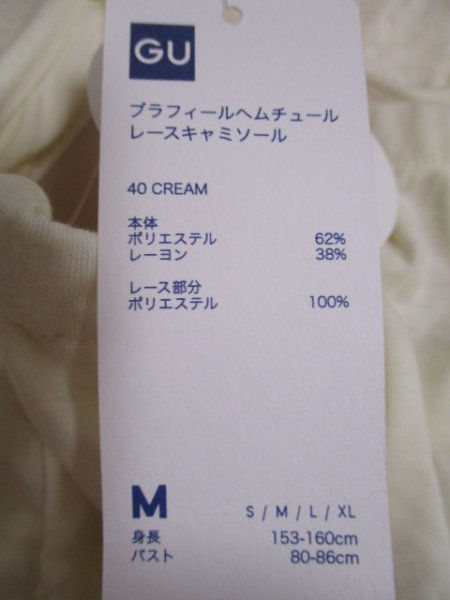 GU
ブラフィールヘムチュール
レースキャミソール
40 CREAM
本体
ポリエステル 62%
レーヨン 38%
レース部分
ポリエステル 100%
M S / M / L / XL
身長 153-160cm
バスト 80-86cm